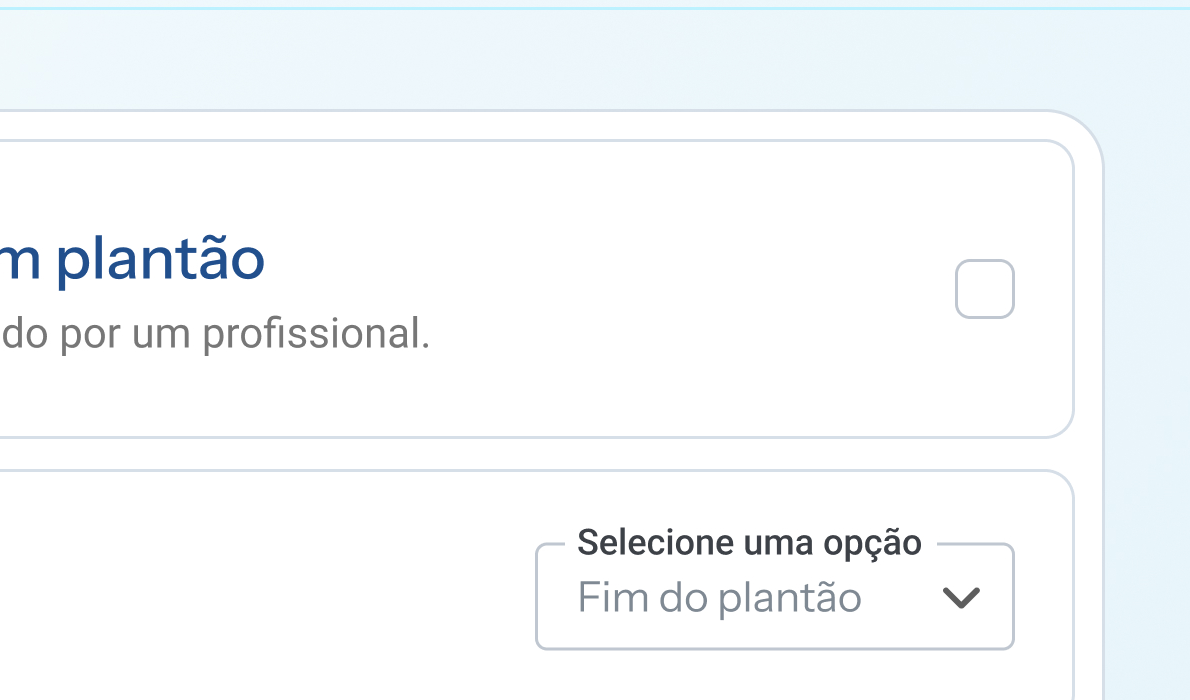 m plantão
do por um profissional.
Selecione uma opção
Fim do plantão